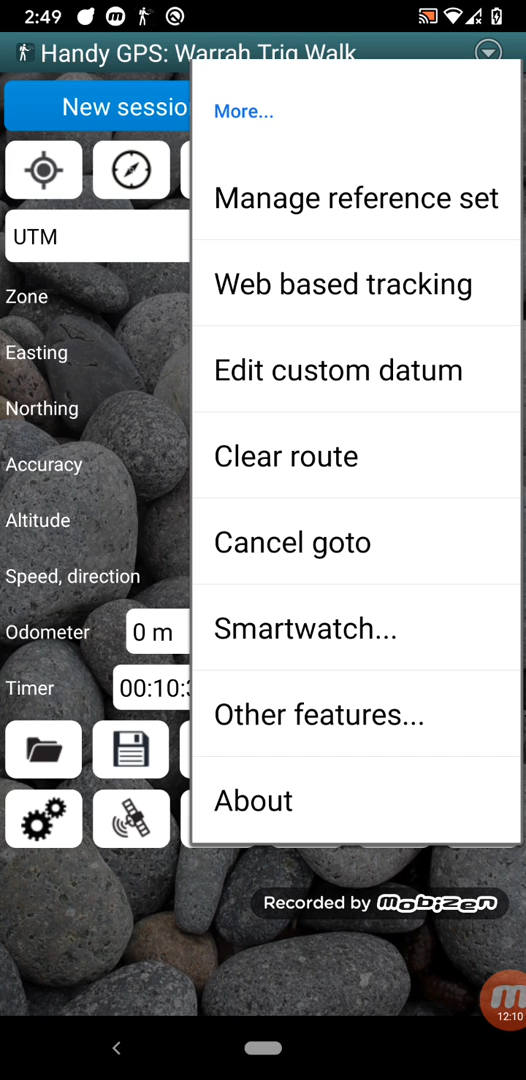 2:49
Handy GPS: Warrah Trig Walk
More...
New sessio
Manage reference set
UTM
Web based tracking
Zone
Easting
Edit custom datum
Northing
Clear route
Accuracy
Altitude
Cancel goto
Speed, direction
Odometer
0 m
Smartwatch...
Timer
00:10:
Other features...
About
Recorded by mobizen
12:10